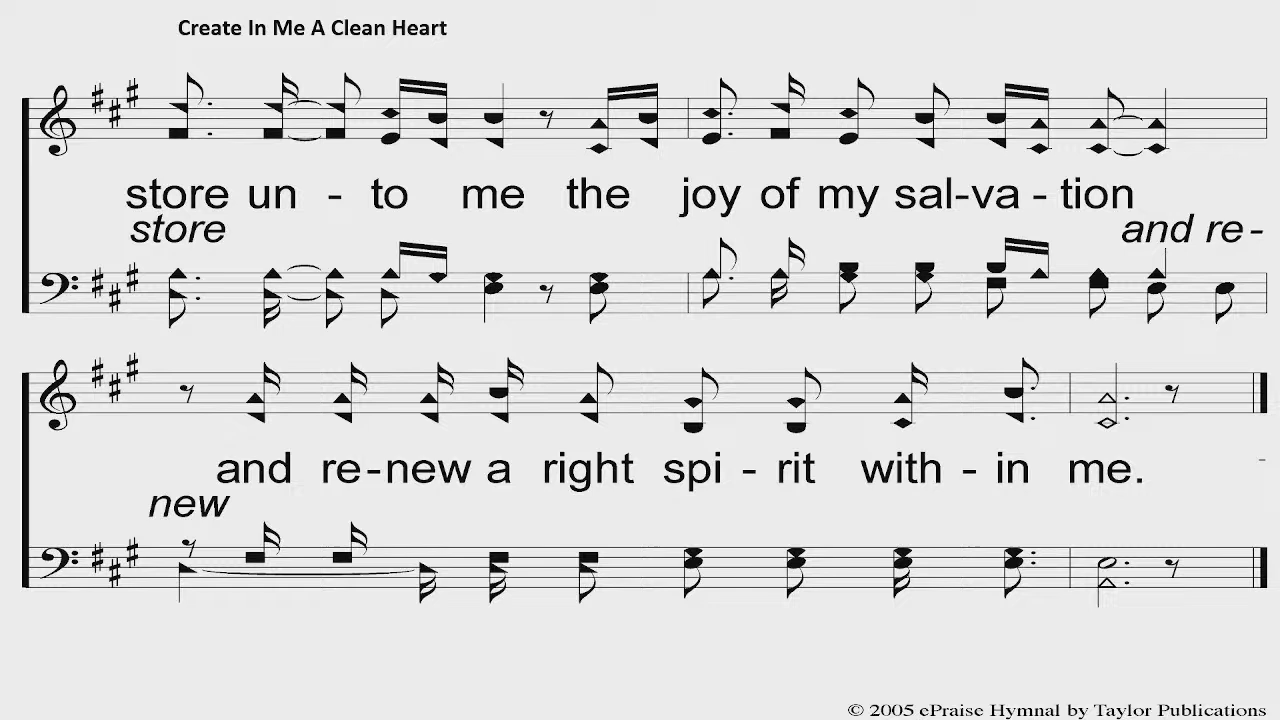 Create In Me A Clean Heart
store un - to me the joy of my sal-va - tion
store and re-
and re-new a right spi - rit with - in me. -
new
© 2005 ePraise Hymnal by Taylor Publications